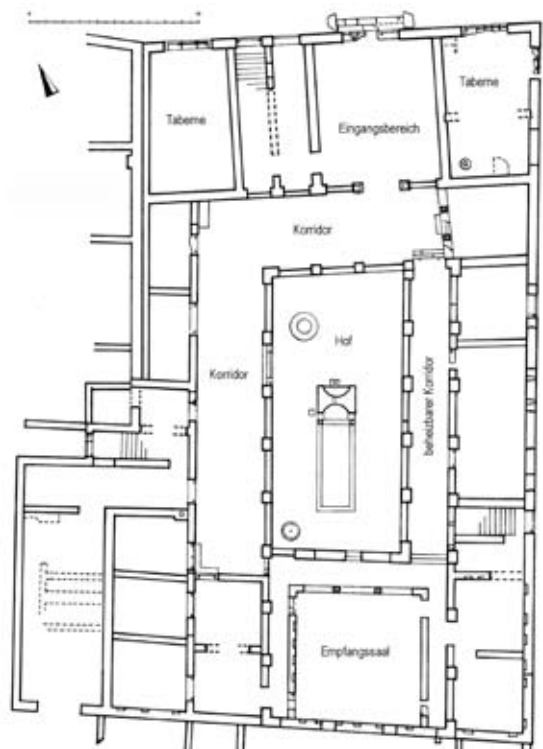 Taberne
Taberne
Eingangsbereich
Korridor
Hof
Korridor
beheizbarer Korridor
Empfangssaal